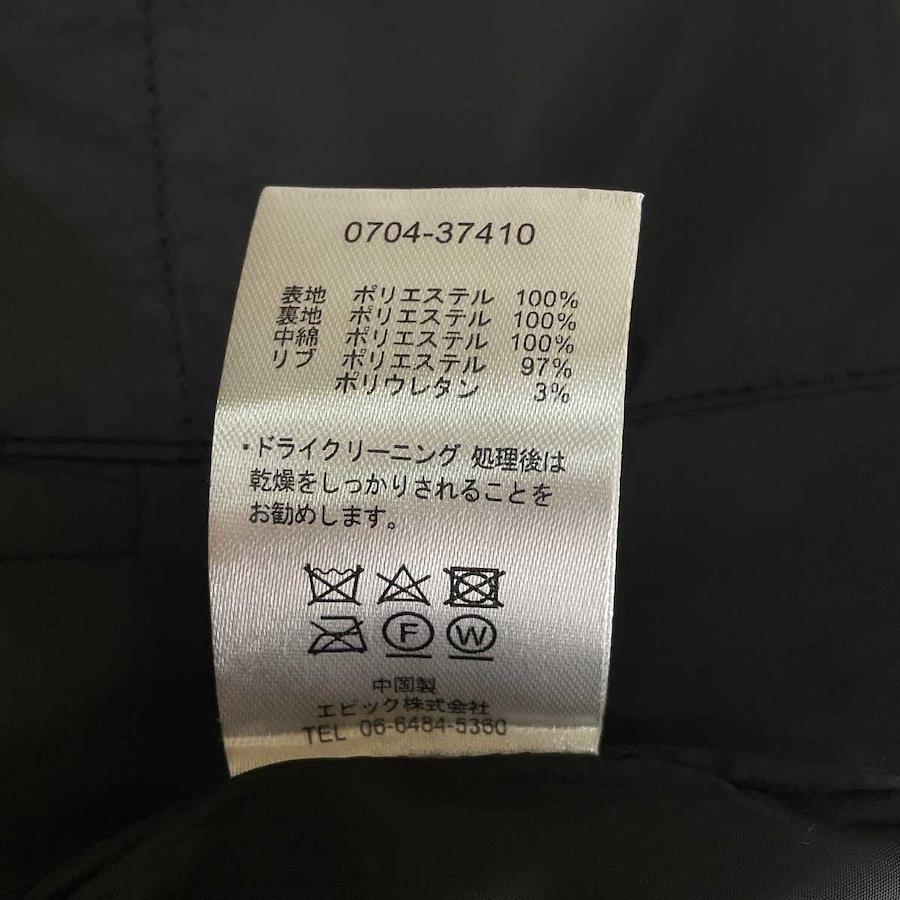 0704-37410
表地 ポリエステル 100%
裏地 ポリエステル 100%
中綿 ポリエステル 100%
リブ ポリエステル 97%
ポリウレタン 3%
・ドライクリーニング 処理後は
乾燥をしっかりされることを
お勧めします。
F W
中国製
エピック株式会社
TEL 06-6484-5360